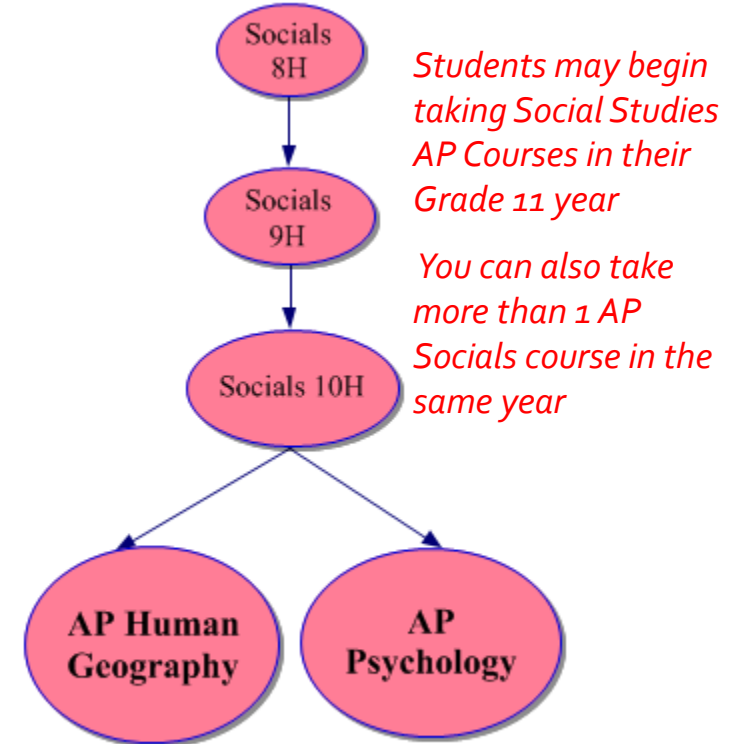 Socials
8H
Students may begin
taking Social Studies
AP Courses in their
Grade 11 year
Socials
9H
You can also take
more than 1 AP
Socials course in the
same year
Socials 10H
AP Human
Geography
AP
Psychology